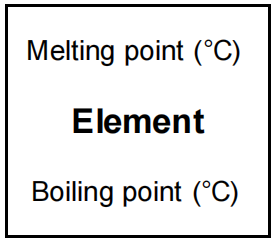 Melting point (°C)
Element
Boiling point (°C)